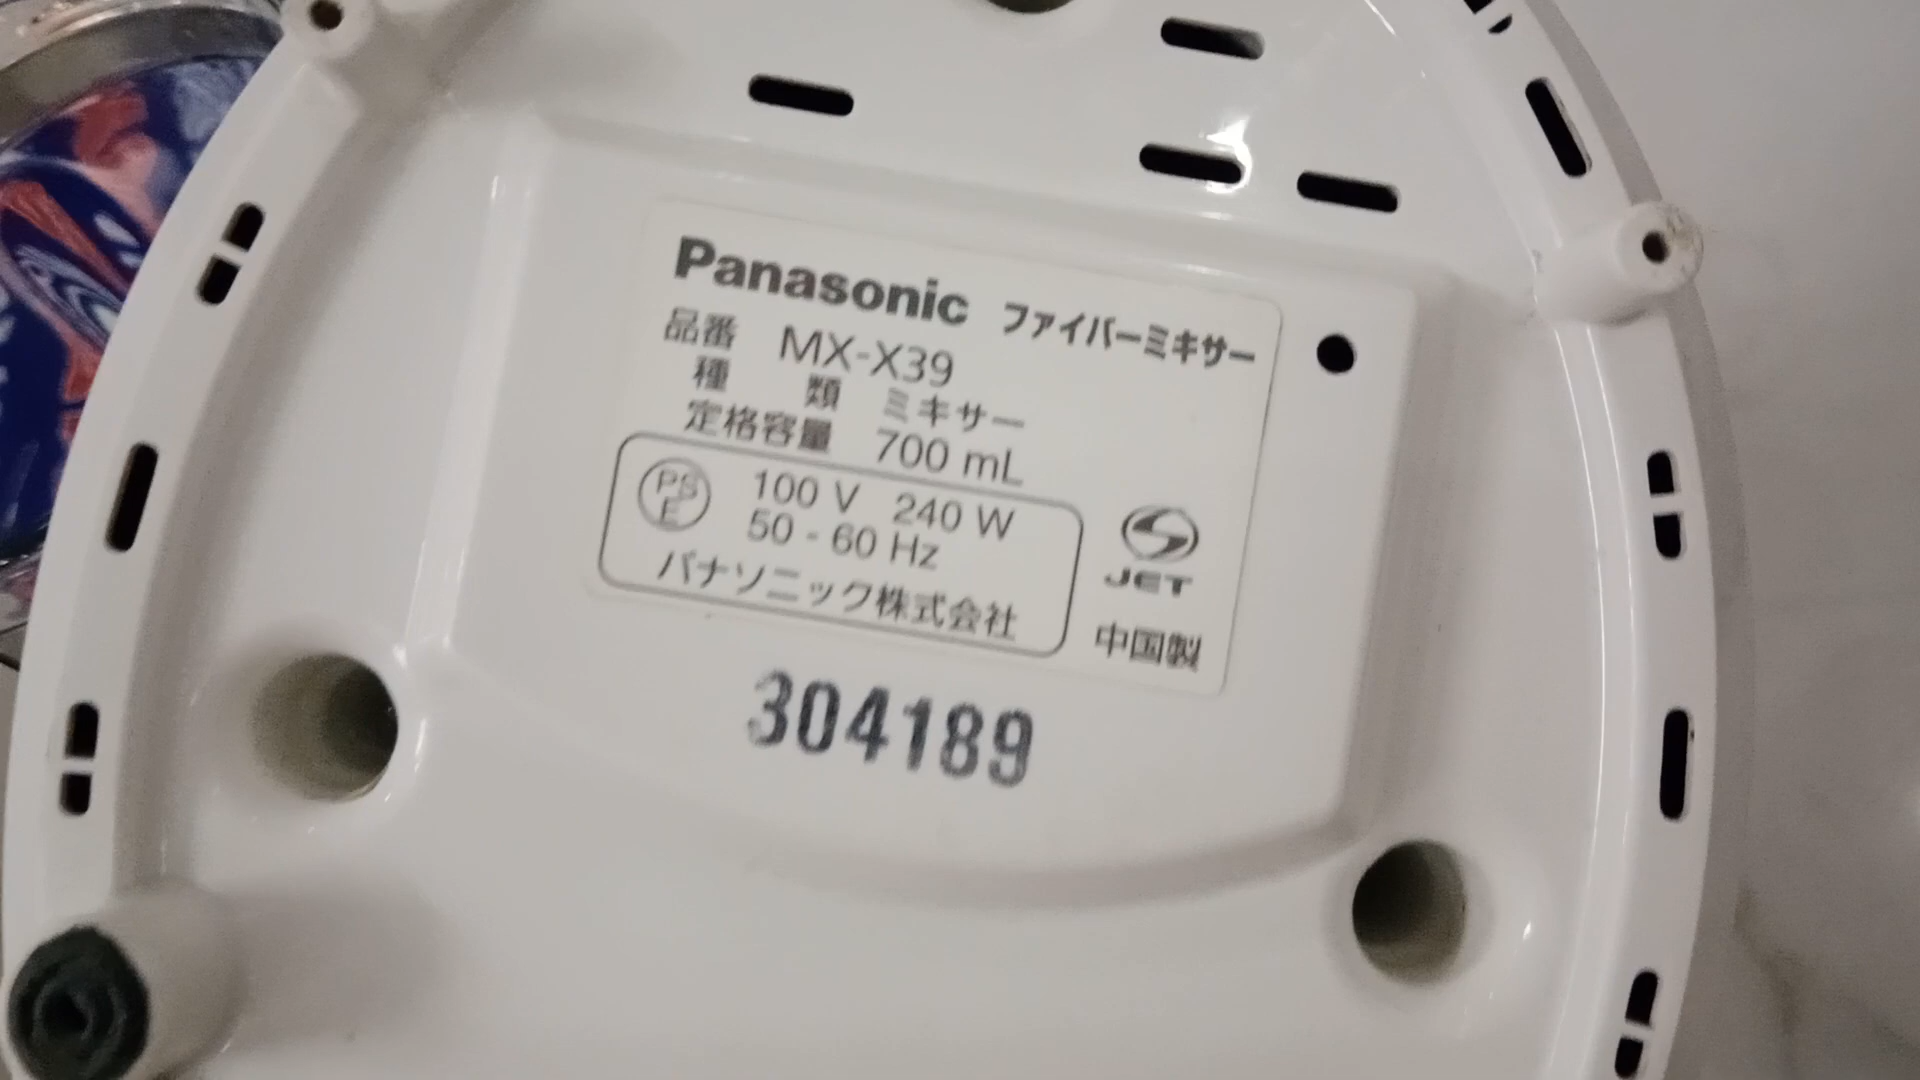 Panasonic ファイバーミキサー
品番 MX-X39
種 類 ミキサー
定格容量 700 mL
PS E 100 V 240 W
50 - 60 Hz
パナソニック株式会社
JET
中国製
304189